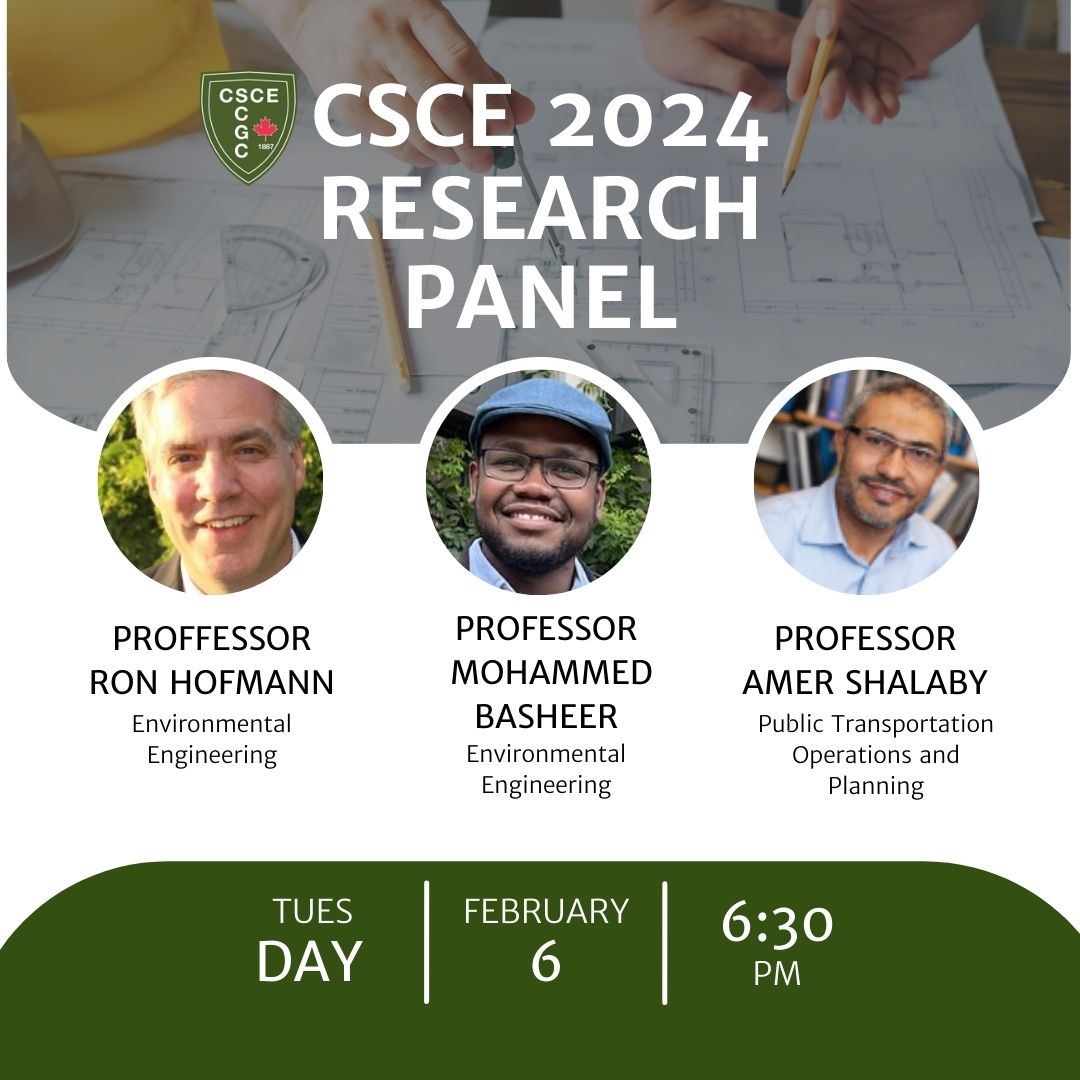 CSCE
S
C
G
C
1887
CSCE 2024
RESEARCH
PANEL
PROFFESSOR
RON HOFMANN
Environmental
Engineering
PROFESSOR
MOHAMMED
BASHEER
Environmental
Engineering
PROFESSOR
AMER SHALABY
Public Transportation
Operations and
Planning
TUES
DAY
FEBRUARY
6
6:30
PM